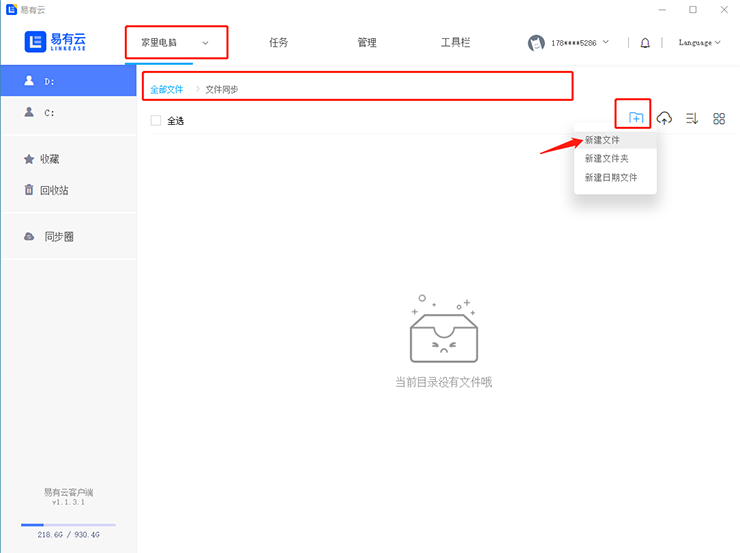 易有云
易有云
LINKEASE
家里电脑
任务
管理
工具栏
178****5286
Language
D:
C:
收藏
回收站
同步圈
全部文件 > 文件同步
全选
新建文件
新建文件夹
新建日期文件
当前目录没有文件哦
易有云客户端
v1.1.3.1
218.6G / 930.4G